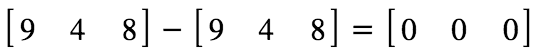 [9 4 8] − [9 4 8] = [0 0 0]